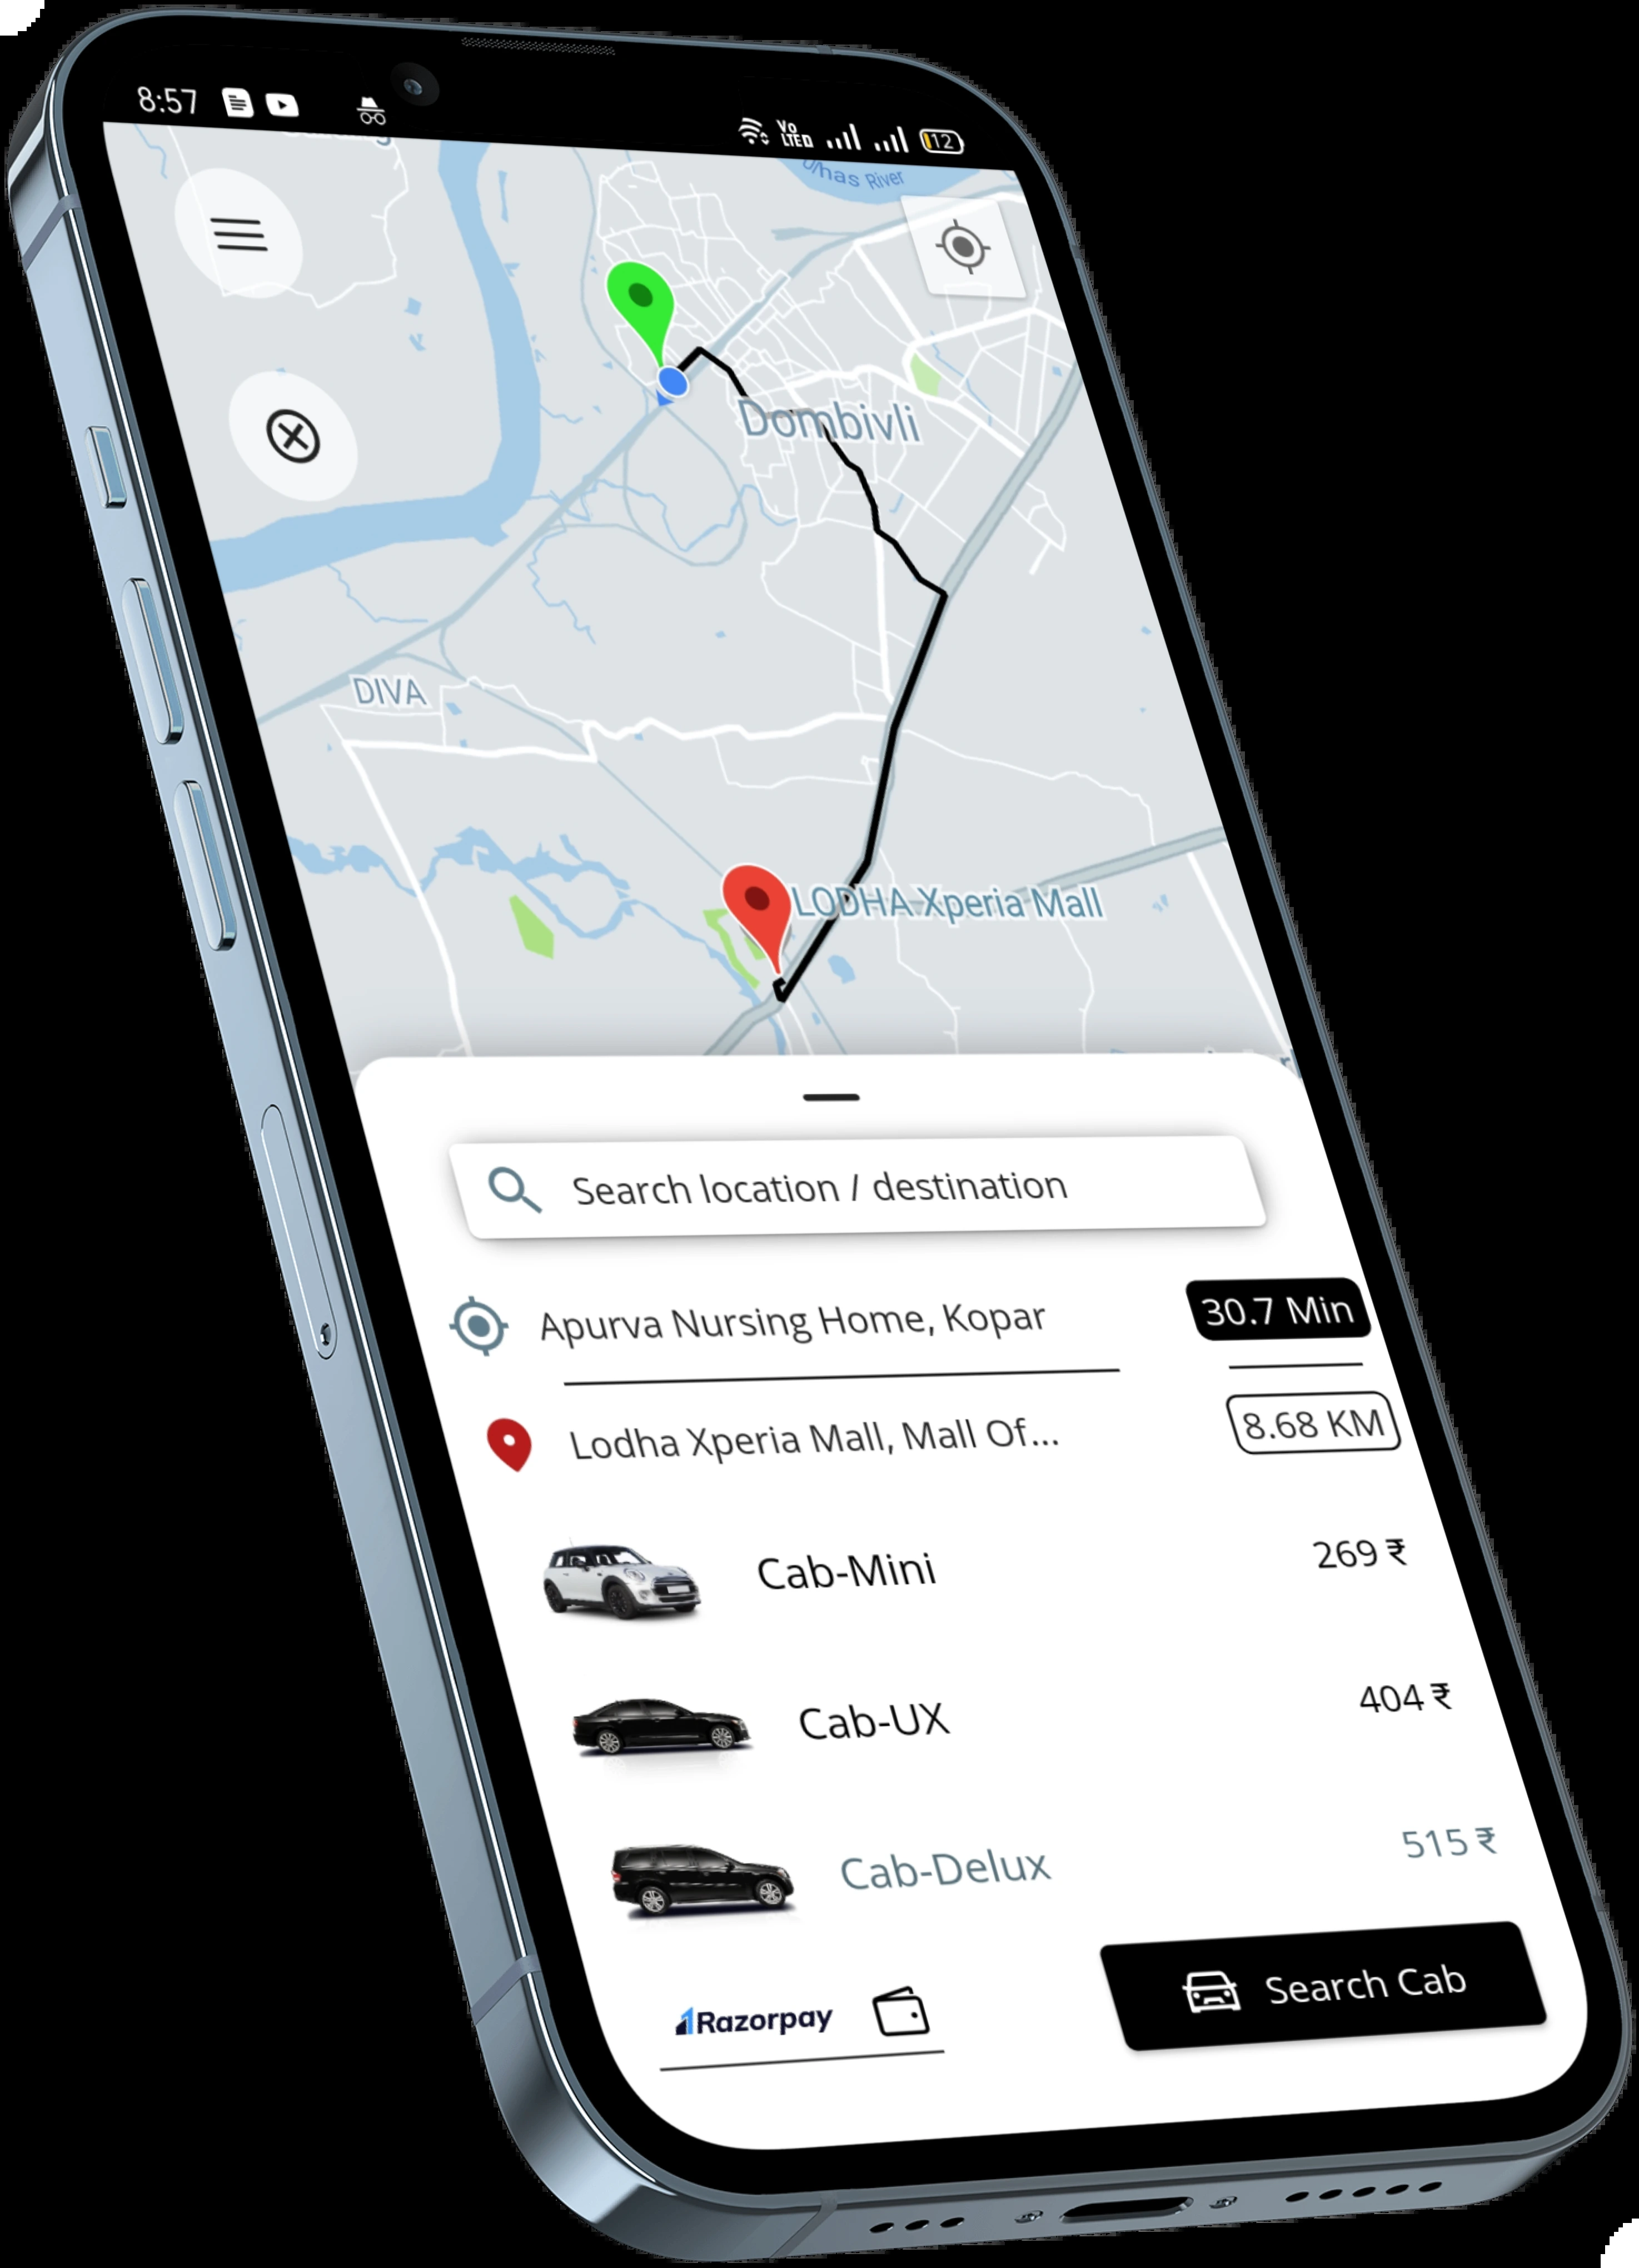 8:57
Vo
LTED
12
Ulhas River
Dombivli
DIVA
LODHA Xperia Mall
Search location / destination
Apurva Nursing Home, Kopar
30.7 Min
Lodha Xperia Mall, Mall Of...
8.68 KM
Cab-Mini
269 ₹
Cab-UX
404 ₹
Cab-Delux
515 ₹
Razorpay
Search Cab